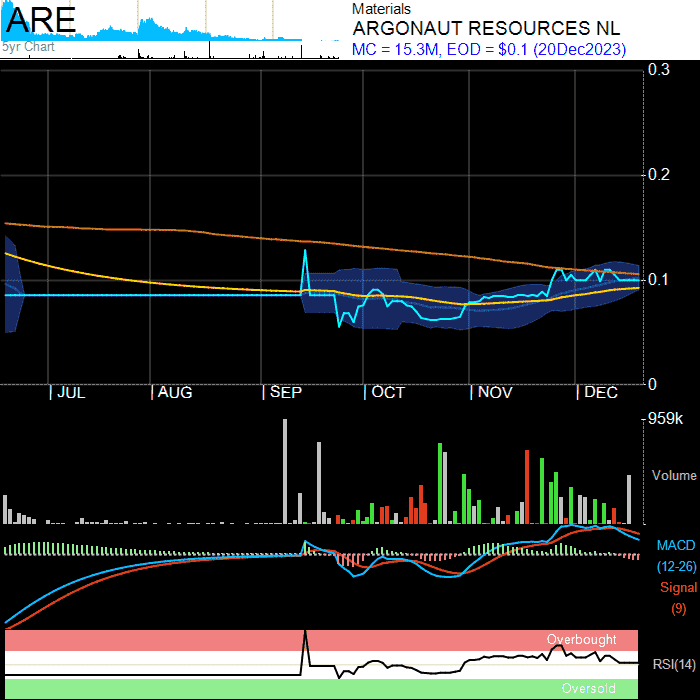 ARE
5yr Chart
Materials
ARGONAUT RESOURCES NL
MC = 15.3M, EOD = $0.1 (20Dec2023)
0.3
0.2
0.1
0
JUL AUG SEP OCT NOV DEC
959k
Volume
MACD
(12-26)
Signal
(9)
Overbought
RSI(14)
Oversold